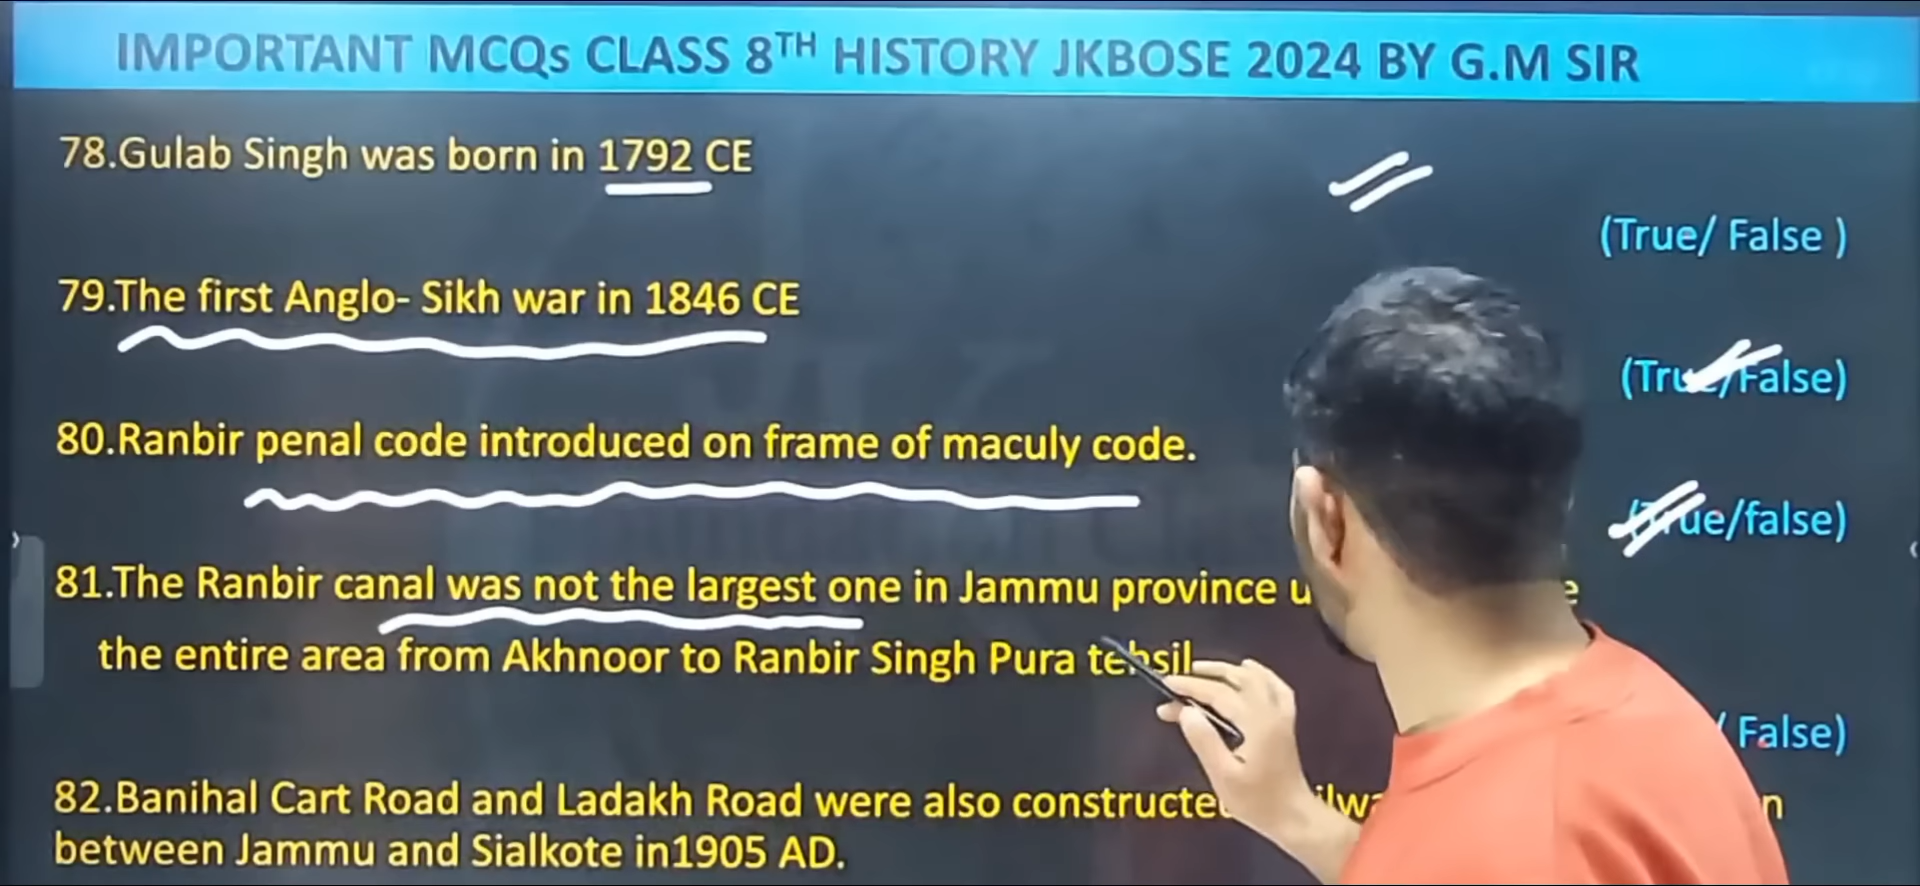 IMPORTANT MCQs CLASS 8TH HISTORY JKBOSE 2024 BY G.M SIR
78.Gulab Singh was born in 1792 CE
(True/ False )
79.The first Anglo- Sikh war in 1846 CE
(True/False)
80.Ranbir penal code introduced on frame of maculy code.
(True/false)
81.The Ranbir canal was not the largest one in Jammu province
the entire area from Akhnoor to Ranbir Singh Pura tehsil
/ False)
82.Banihal Cart Road and Ladakh Road were also
between Jammu and Sialkote in1905 AD.